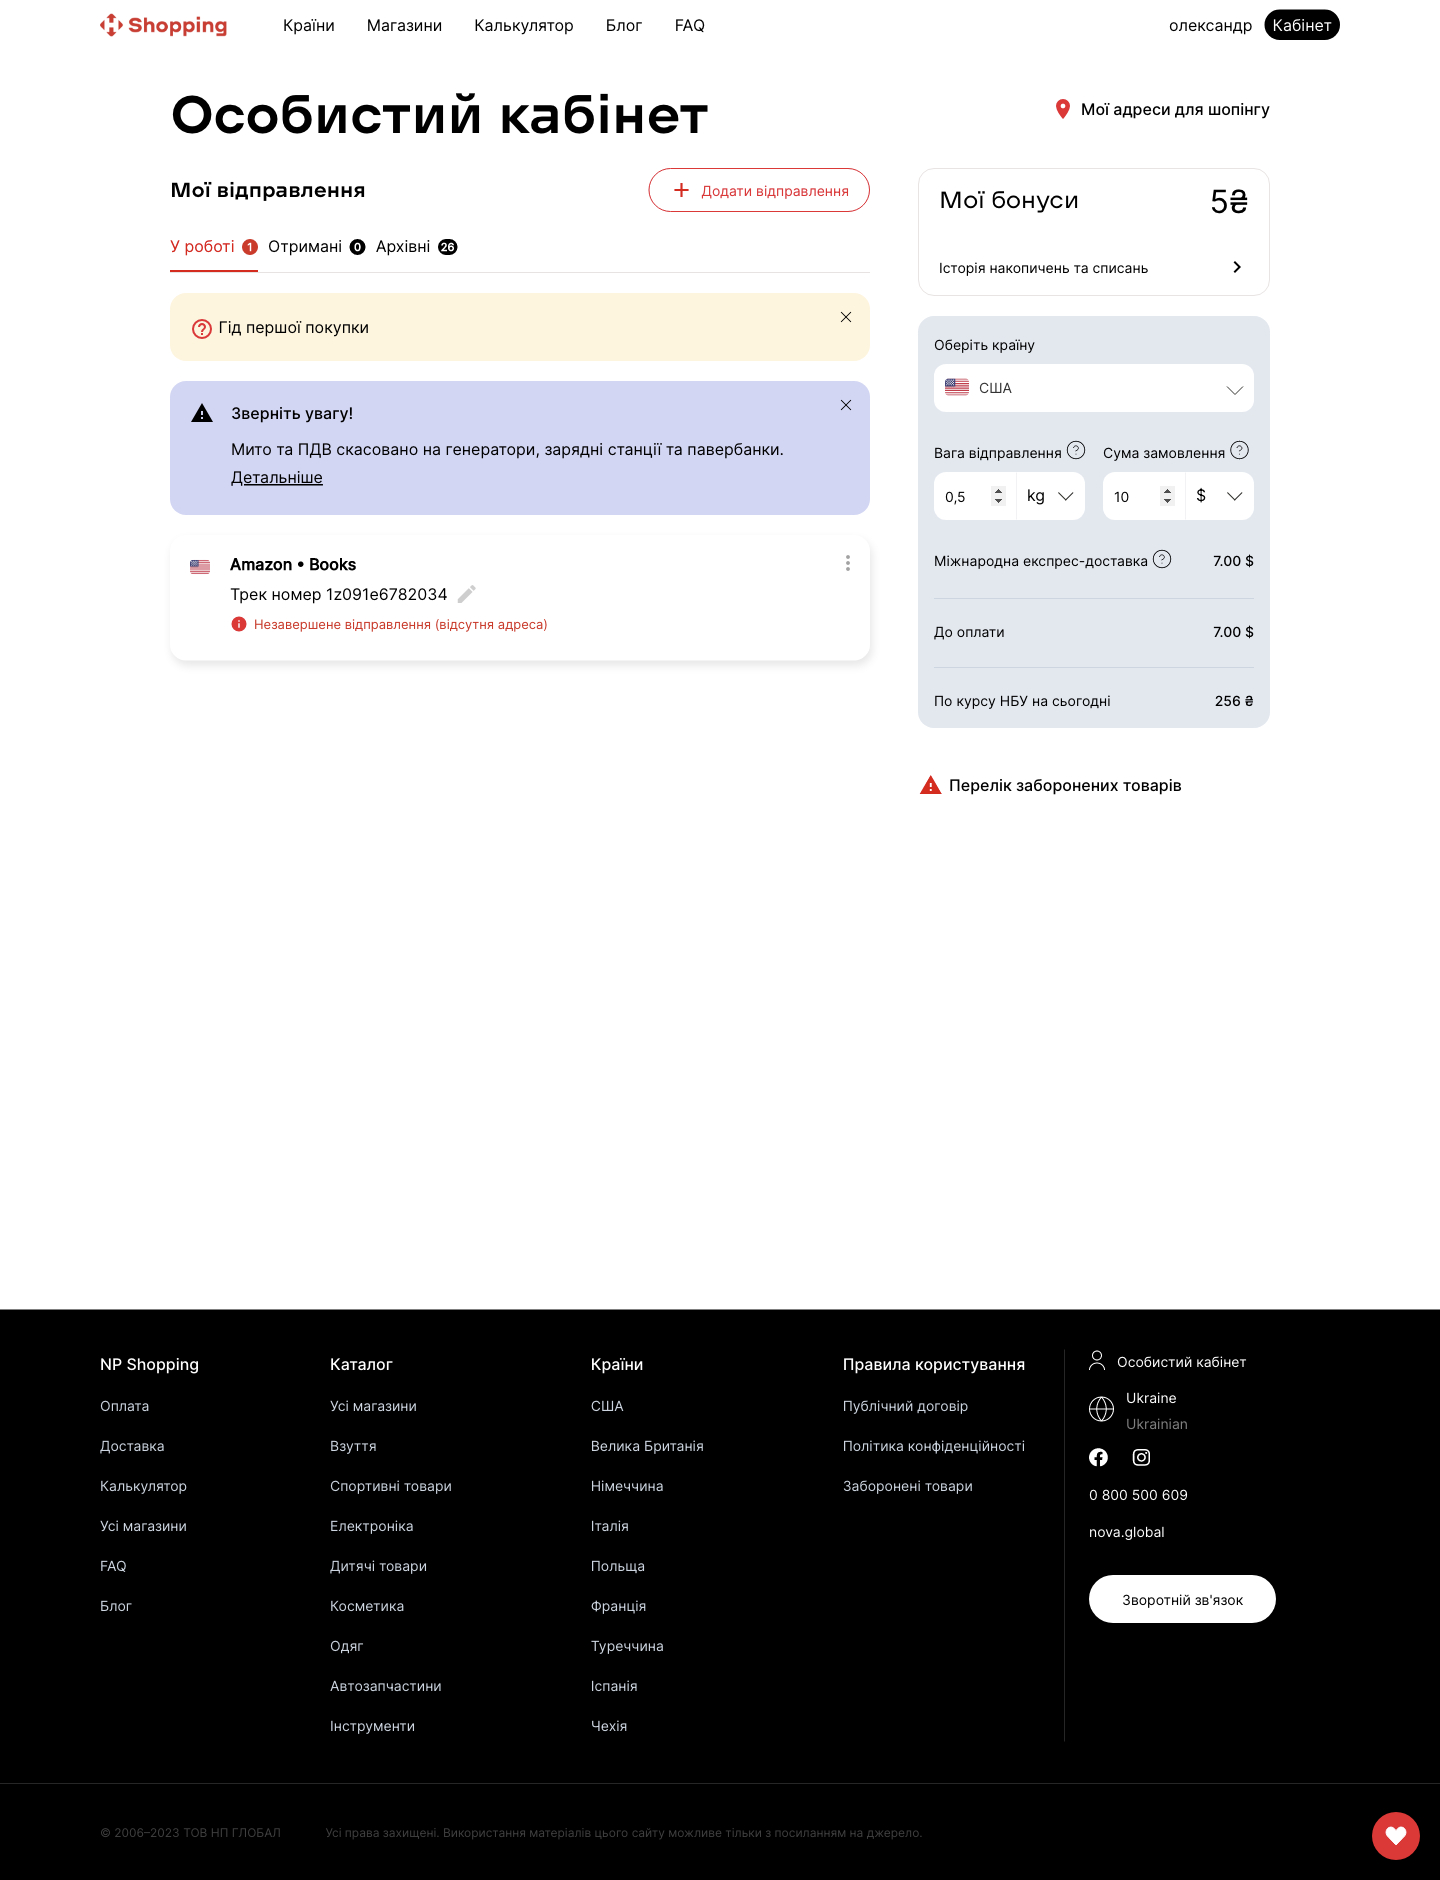 Shopping
Країни Магазини Калькулятор Блог FAQ
олександр Кабінет
Особистий кабінет
Мої адреси для шопінгу
Мої відправлення
Додати відправлення
У роботі 1 Отримані 0 Архівні 26
Гід першої покупки
Зверніть увагу!
Мито та ПДВ скасовано на генератори, зарядні станції та павербанки.
Детальніше
Amazon • Books
Трек номер 1z091e6782034
Незавершене відправлення (відсутня адреса)
Мої бонуси 5₴
Історія накопичень та списань
Оберіть країну
США
Вага відправлення ? Сума замовлення ?
0,5 kg 10 $
Міжнародна експрес-доставка ? 7.00 $
До оплати 7.00 $
По курсу НБУ на сьогодні 256 ₴
Перелік заборонених товарів
NP Shopping
Оплата
Доставка
Калькулятор
Усі магазини
FAQ
Блог
Каталог
Усі магазини
Взуття
Спортивні товари
Електроніка
Дитячі товари
Косметика
Одяг
Автозапчастини
Інструменти
Країни
США
Велика Британія
Німеччина
Італія
Польща
Франція
Туреччина
Іспанія
Чехія
Правила користування
Публічний договір
Політика конфіденційності
Заборонені товари
Особистий кабінет
Ukraine
Ukrainian
0 800 500 609
nova.global
Зворотній зв'язок
© 2006–2023 ТОВ НП ГЛОБАЛ
Усі права захищені. Використання матеріалів цього сайту можливе тільки з посиланням на джерело.